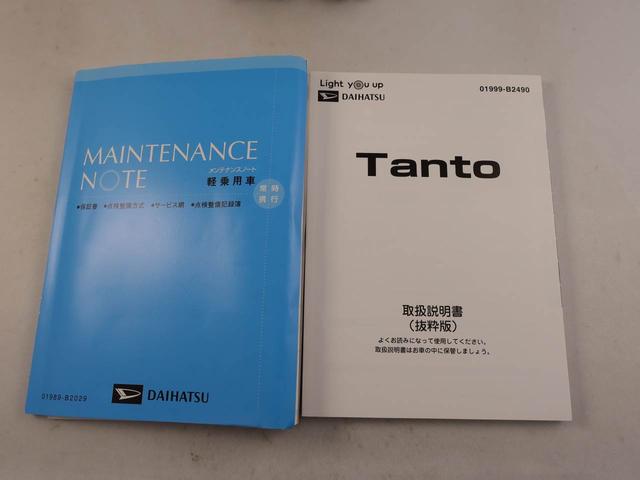 MAINTENANCE
NOTE
メンテナンスノート
軽乗用車
常時
携行
●保証書 ●点検整備方式 ●サービス網 ●点検整備記録簿
DAIHATSU
01989-B2029
Light you up
DAIHATSU
01999-B2490
Tanto
取扱説明書
（抜粋版）
よくお読みになって使用してください。
取扱説明書はお車の中に保管しましょう。